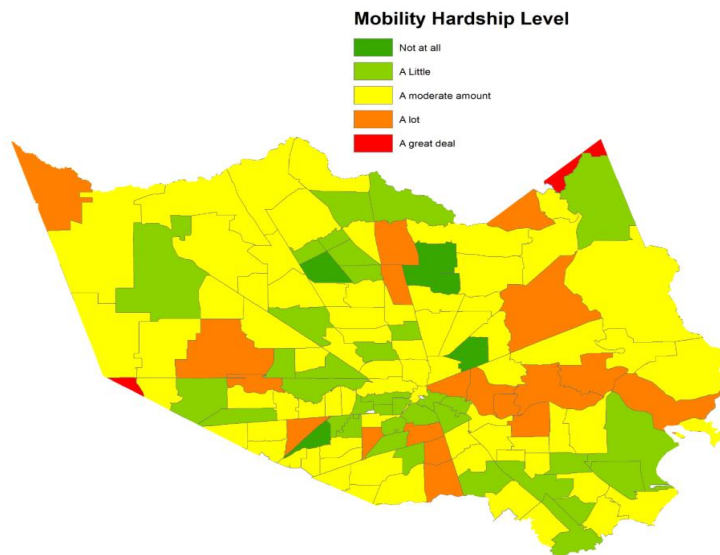 Mobility Hardship Level
Not at all
A Little
A moderate amount
A lot
A great deal